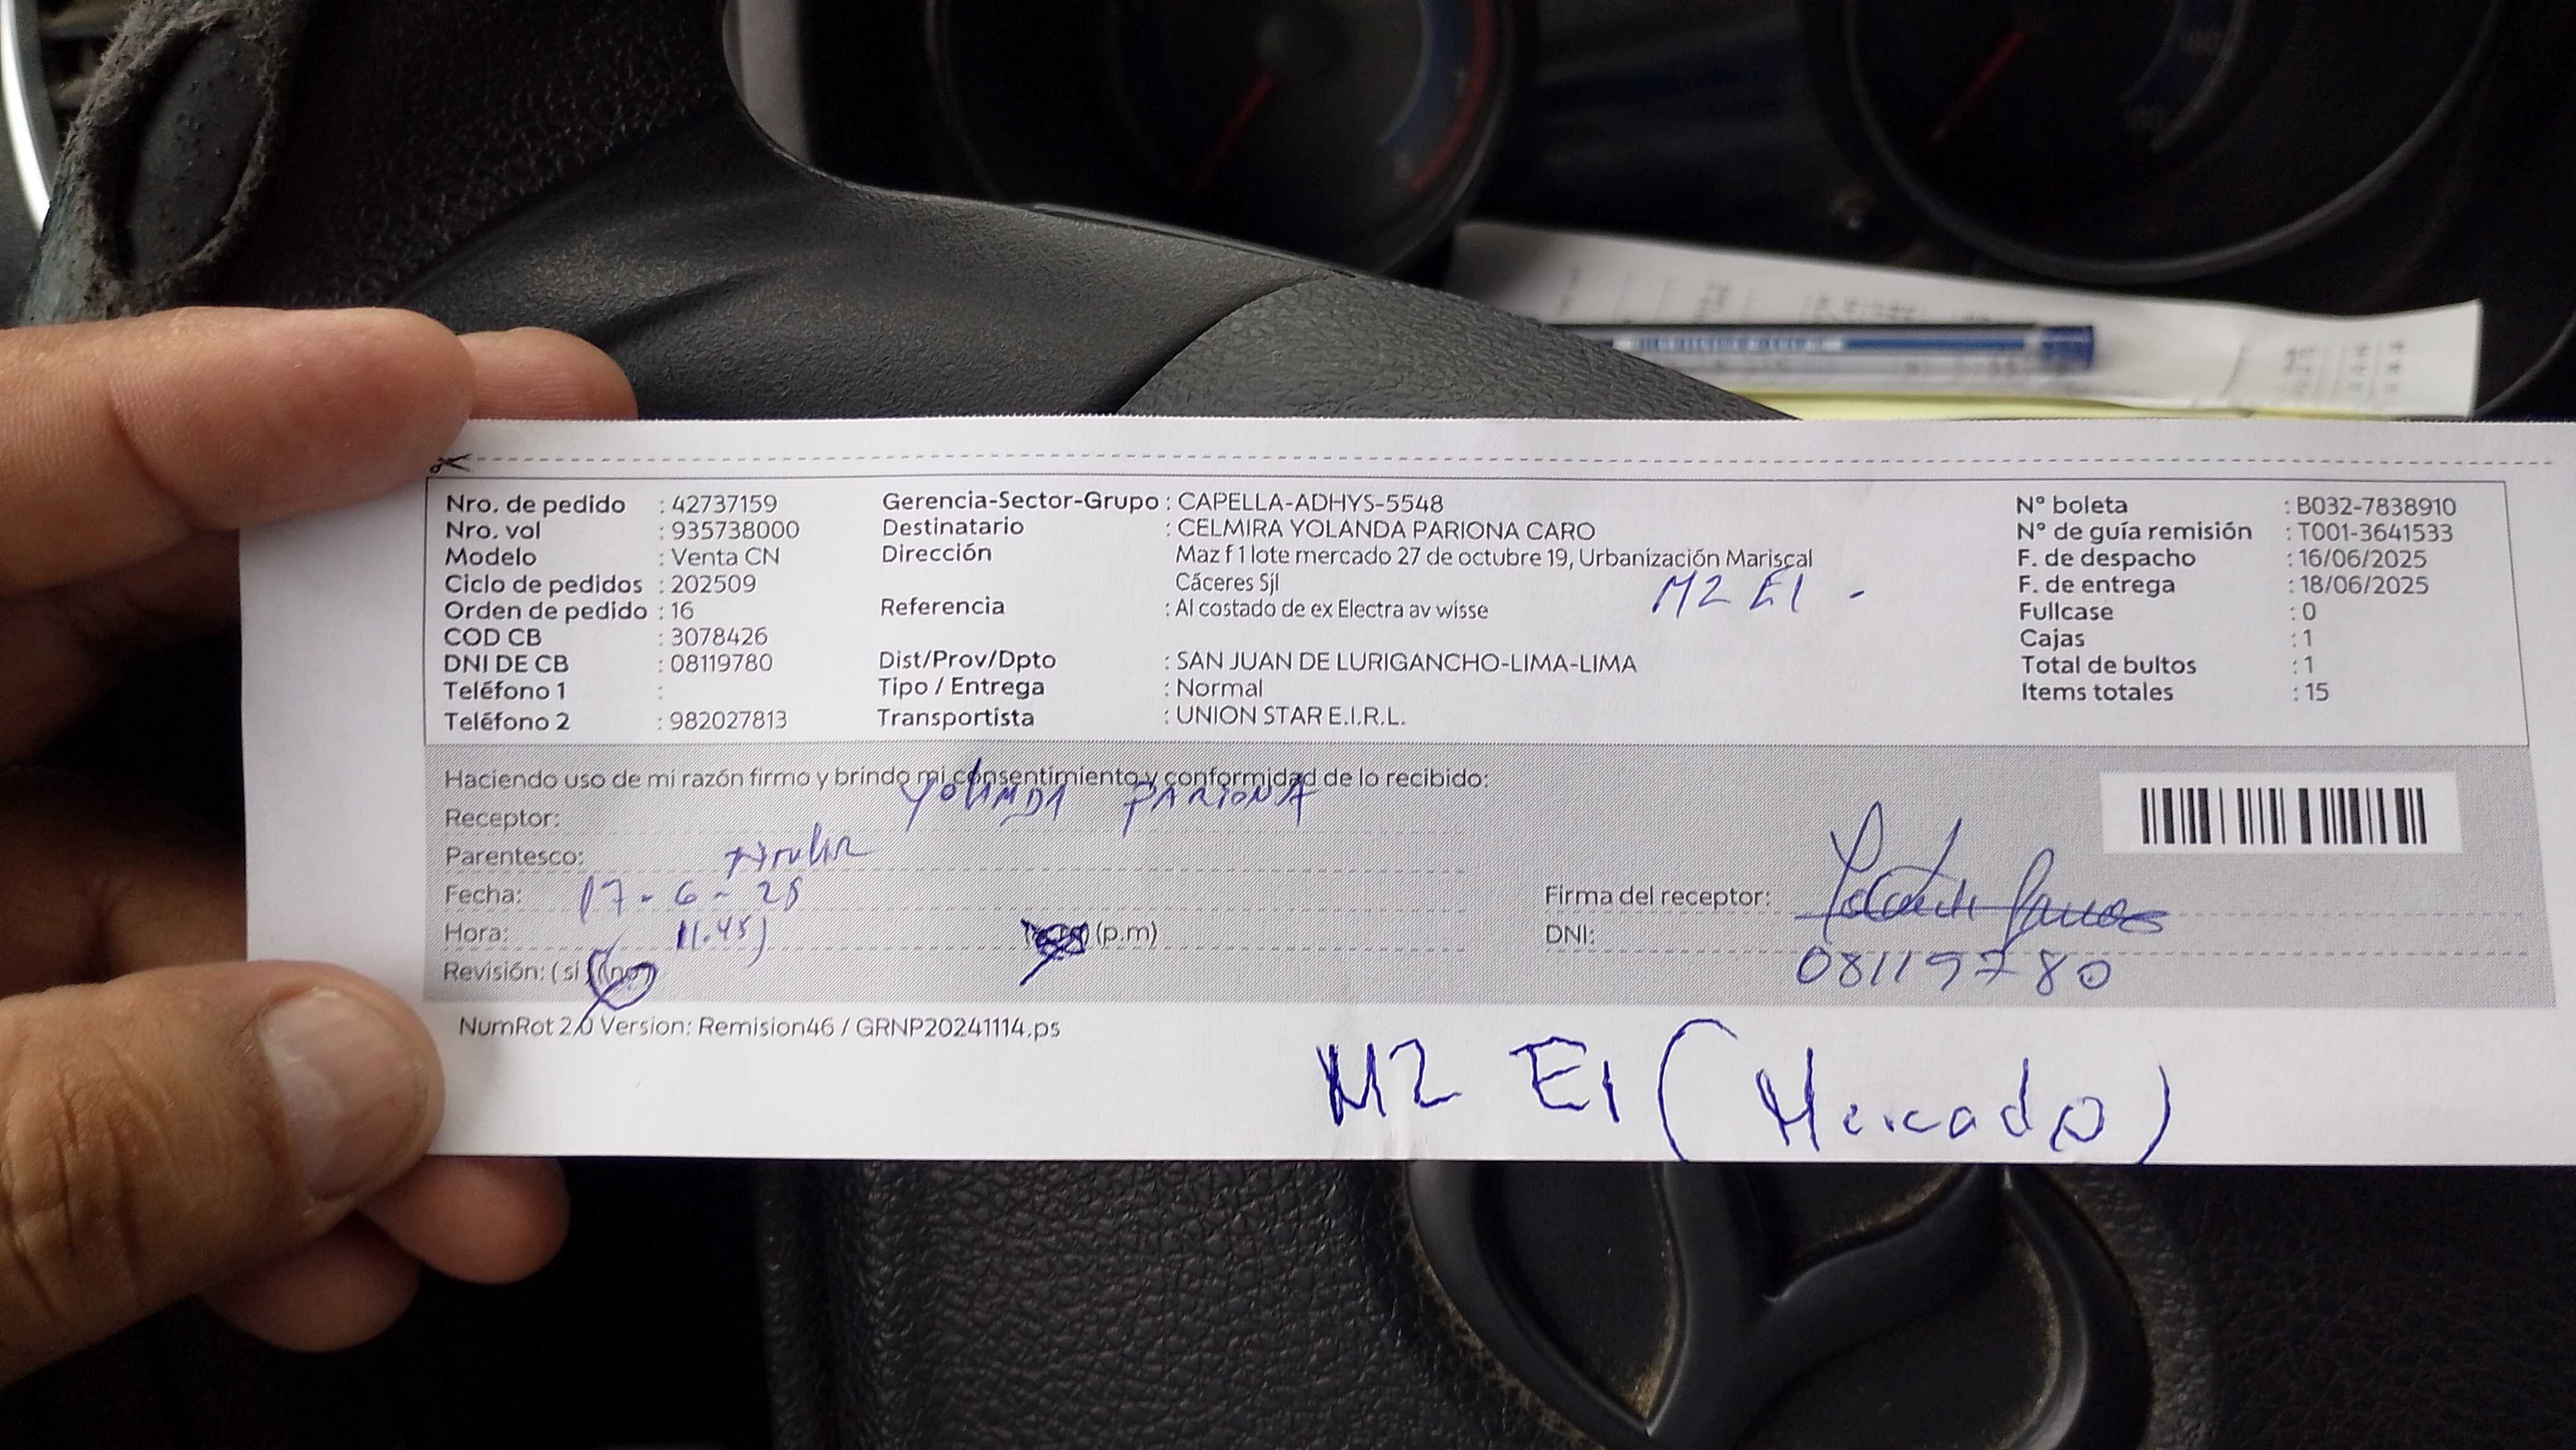 Nro. de pedido : 42737159
Nro. vol : 935738000
Modelo : Venta CN
Ciclo de pedidos : 202509
Orden de pedido : 16
COD CB : 3078426
DNI DE CB : 08119780
Teléfono 1 :
Teléfono 2 : 982027813
Gerencia-Sector-Grupo : CAPELLA-ADHYS-5548
Destinatario : CELMIRA YOLANDA PARIONA CARO
Dirección Maz f 1 lote mercado 27 de octubre 19, Urbanización Mariscal
Cáceres Sjl
M2 E1 -
Referencia : Al costado de ex Electra av wisse
Dist/Prov/Dpto : SAN JUAN DE LURIGANCHO-LIMA-LIMA
Tipo / Entrega : Normal
Transportista : UNION STAR E.I.R.L.
N° boleta : B032-7838910
N° de guía remisión : T001-3641533
F. de despacho : 16/06/2025
F. de entrega : 18/06/2025
Fullcase : 0
Cajas : 1
Total de bultos : 1
Items totales : 15
Haciendo uso de mi razón firmo y brindo mi consentimiento y conformidad de lo recibido:
Receptor: YOLANDA PARIONA
Parentesco: titular
Fecha: 17-6-25
Hora: 11.45 (p.m)
Revisión: ( si ) (no)
Firma del receptor:
DNI: 08119780
NumRot 2.0 Version: Remision46 / GRNP20241114.ps
M2 E1 (Mercado)